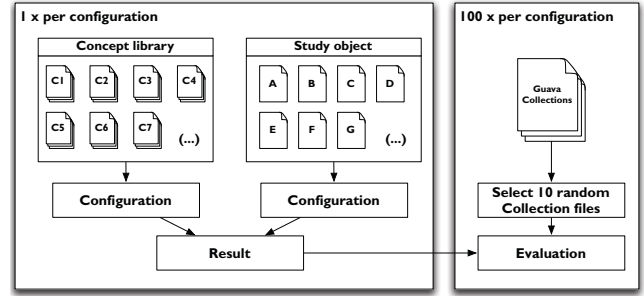 1 x per configuration
Concept library
C1 C2 C3 C4
C5 C6 C7 (...)
Configuration
Study object
A B C D
E F G (...)
Configuration
Result
100 x per configuration
Guava
Collections
Select 10 random
Collection files
Evaluation